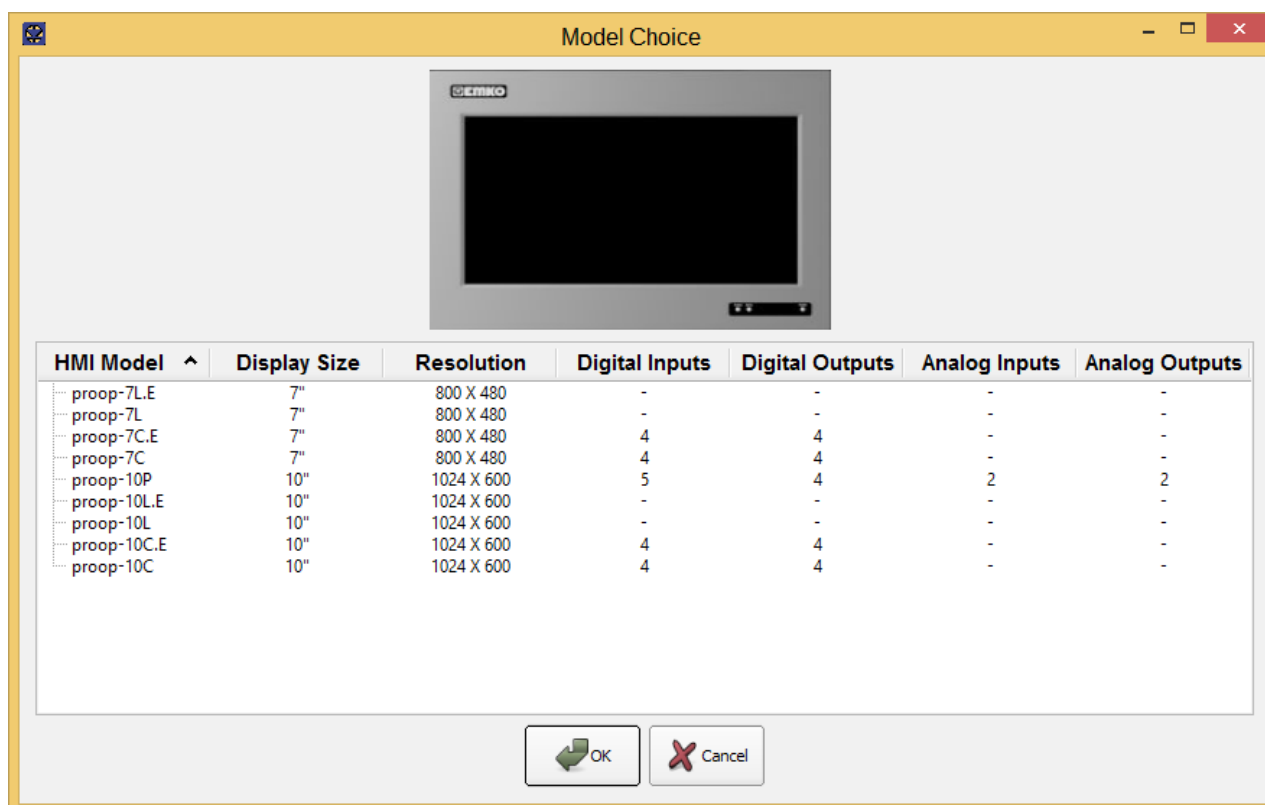 Model Choice
EMKO
HMI Model Display Size Resolution Digital Inputs Digital Outputs Analog Inputs Analog Outputs
proop-7L.E 7" 800 X 480 - - - -
proop-7L 7" 800 X 480 - - - -
proop-7C.E 7" 800 X 480 4 4 - -
proop-7C 7" 800 X 480 4 4 - -
proop-10P 10" 1024 X 600 5 4 2 2
proop-10L.E 10" 1024 X 600 - - - -
proop-10L 10" 1024 X 600 - - - -
proop-10C.E 10" 1024 X 600 4 4 - -
proop-10C 10" 1024 X 600 4 4 - -
OK Cancel